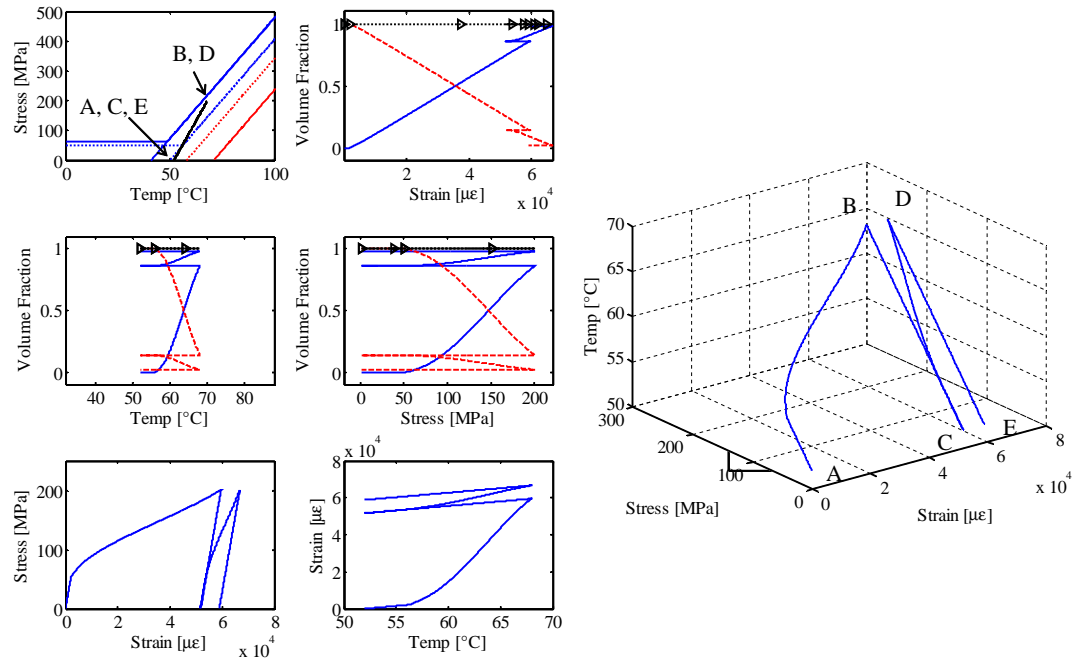 500
400
300
200
100
0
Stress [MPa]
B, D
A, C, E
0
50
100
Temp [°C]
1
0.5
0
Volume Fraction
0
2
4
6
Strain [με]
x 10^4
1
0.5
0
Volume Fraction
40
60
80
Temp [°C]
1
0.5
0
Volume Fraction
0
50
100
150
200
Stress [MPa]
200
100
0
Stress [MPa]
0
2
4
6
8
Strain [με]
x 10^4
x 10^4
8
6
4
2
0
Strain [με]
50
55
60
65
70
Temp [°C]
70
65
60
55
50
Temp [°C]
B
D
A
C
E
300
200
100
0
Stress [MPa]
0
2
4
6
8
x 10^4
Strain [με]